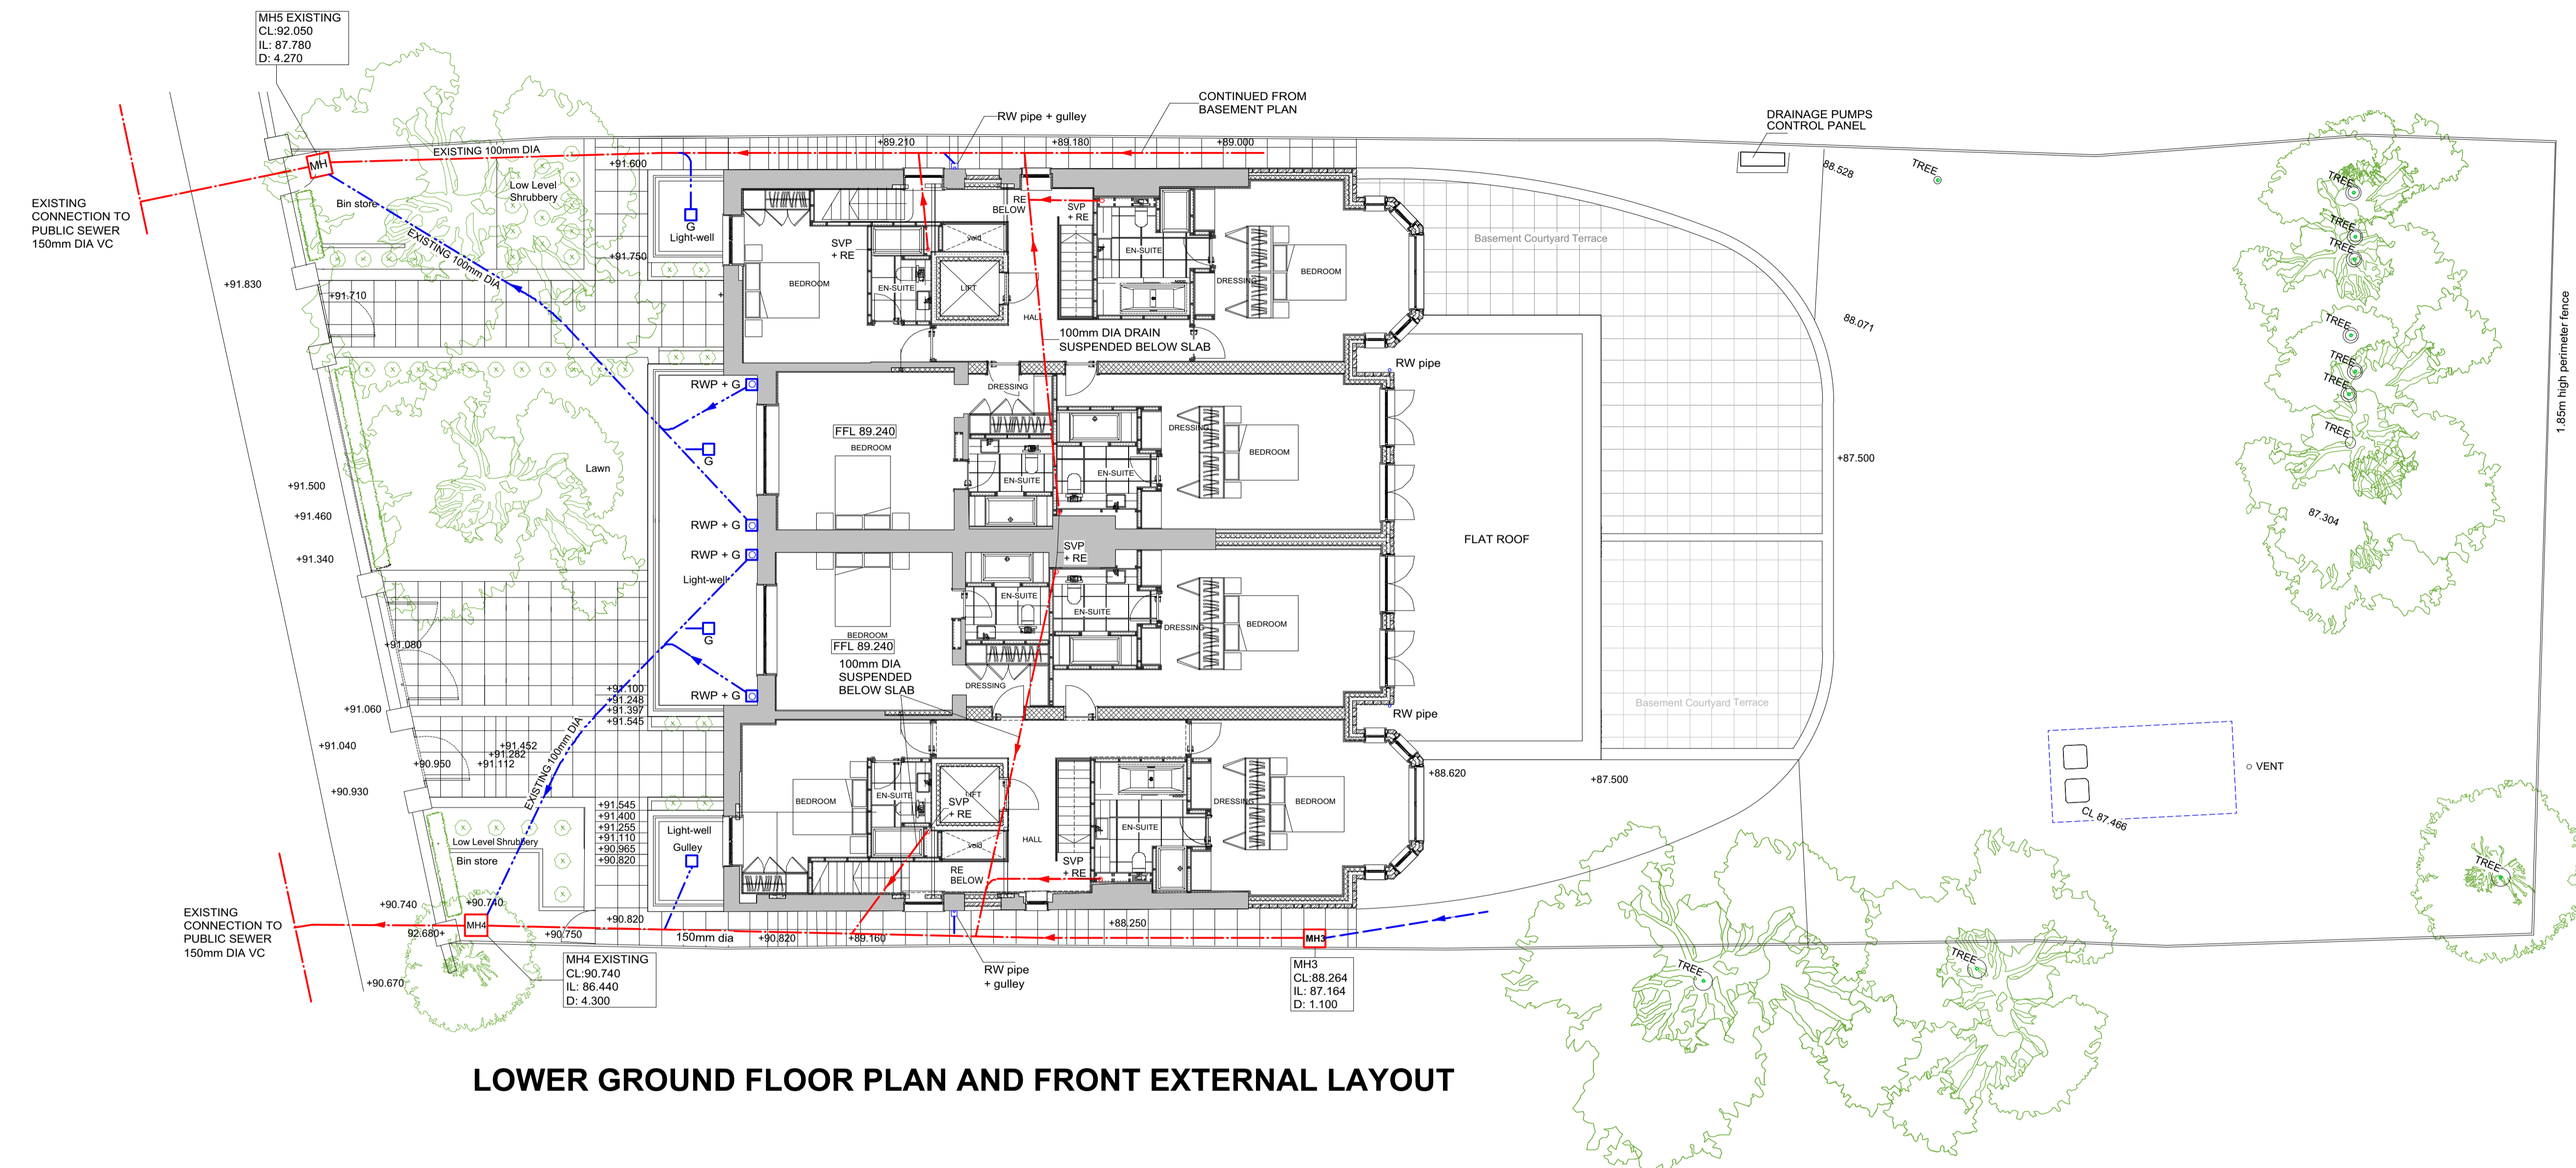 MH5 EXISTING
CL:92.050
IL: 87.780
D: 4.270
RW pipe + gulley
CONTINUED FROM
BASEMENT PLAN
DRAINAGE PUMPS
CONTROL PANEL
MH
EXISTING 100mm DIA
+91.600
+89.210
+89.180
+89.000
88.528
TREE
TREE
TREE
TREE
TREE
TREE
TREE
TREE
EXISTING
CONNECTION TO
PUBLIC SEWER
150mm DIA VC
Bin store
Low Level
Shrubbery
EXISTING 100mm DIA
G
Light-well
+91.750
+91.830
+91.710
SVP
+ RE
BEDROOM
EN-SUITE
void
LIFT
RE
BELOW
SVP
+ RE
EN-SUITE
DRESSING
BEDROOM
HALL
100mm DIA DRAIN
SUSPENDED BELOW SLAB
Basement Courtyard Terrace
88.071
1.85m high perimeter fence
RW pipe
RWP + G
G
RWP + G
RWP + G
Light-well
G
RWP + G
Lawn
+91.500
+91.460
+91.340
FFL 89.240
BEDROOM
DRESSING
EN-SUITE
EN-SUITE
DRESSING
BEDROOM
FLAT ROOF
+87.500
87.304
SVP
+ RE
EN-SUITE
EN-SUITE
DRESSING
BEDROOM
BEDROOM
FFL 89.240
100mm DIA
SUSPENDED
BELOW SLAB
DRESSING
+91.080
+91.060
+91.040
+90.930
+91.100
+91.248
+91.397
+91.545
+91.452
+91.282
+91.112
+90.950
EXISTING 100mm DIA
RW pipe
Basement Courtyard Terrace
+88.620
+87.500
VENT
CL 87.466
TREE
+91.545
+91.400
+91.255
+91.110
+90.965
+90.820
Light-well
Gulley
Low Level Shrubbery
Bin store
BEDROOM
EN-SUITE
LIFT
SVP
+ RE
void
HALL
RE
BELOW
SVP
+ RE
EN-SUITE
DRESSING
BEDROOM
EXISTING
CONNECTION TO
PUBLIC SEWER
150mm DIA VC
+90.740
+90.740
MH4
92.680+
+90.750
+90.820
150mm dia
+90.820
+89.160
+88.250
MH3
+90.670
MH4 EXISTING
CL:90.740
IL: 86.440
D: 4.300
RW pipe
+ gulley
MH3
CL:88.264
IL: 87.164
D: 1.100
TREE
TREE
LOWER GROUND FLOOR PLAN AND FRONT EXTERNAL LAYOUT